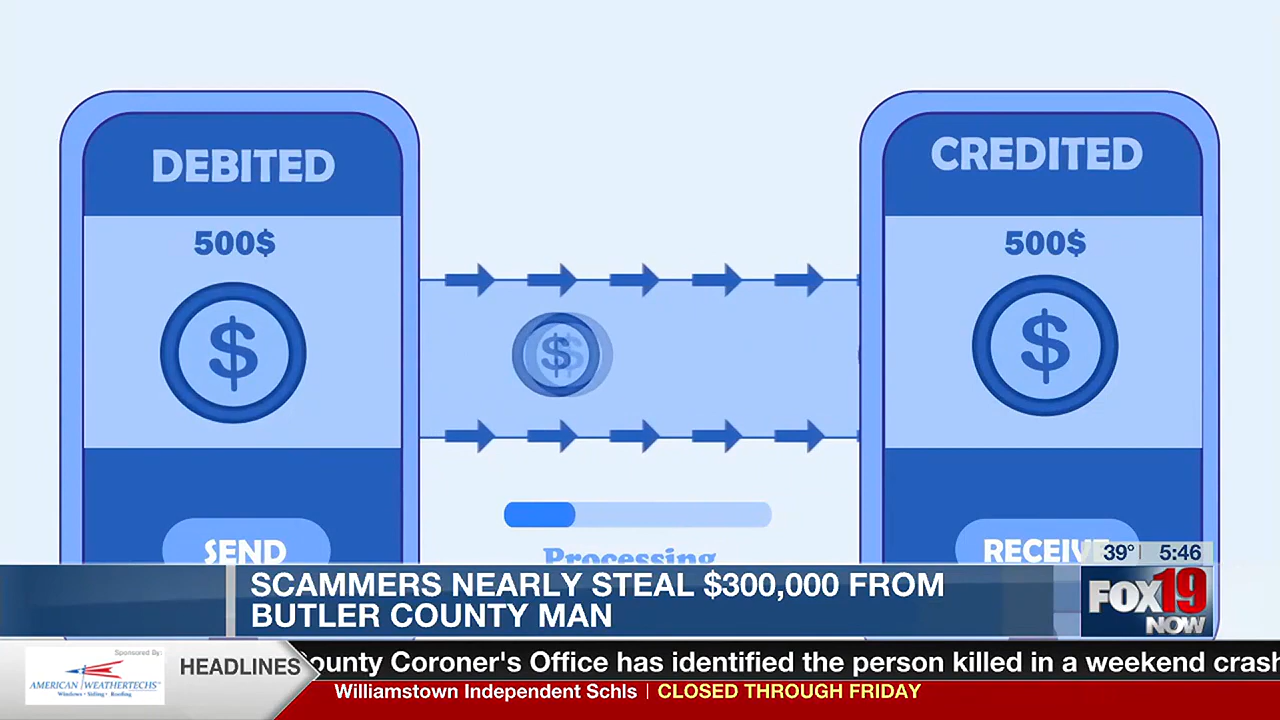 DEBITED
CREDITED
500$
500$
SEND
Processing
39° 5:46
SCAMMERS NEARLY STEAL $300,000 FROM
BUTLER COUNTY MAN
FOX19
NOW
Sponsored By:
AMERICAN WEATHERTECHS
Windows • Siding • Roofing
HEADLINES
ounty Coroner's Office has identified the person killed in a weekend crash
Williamstown Independent Schls | CLOSED THROUGH FRIDAY